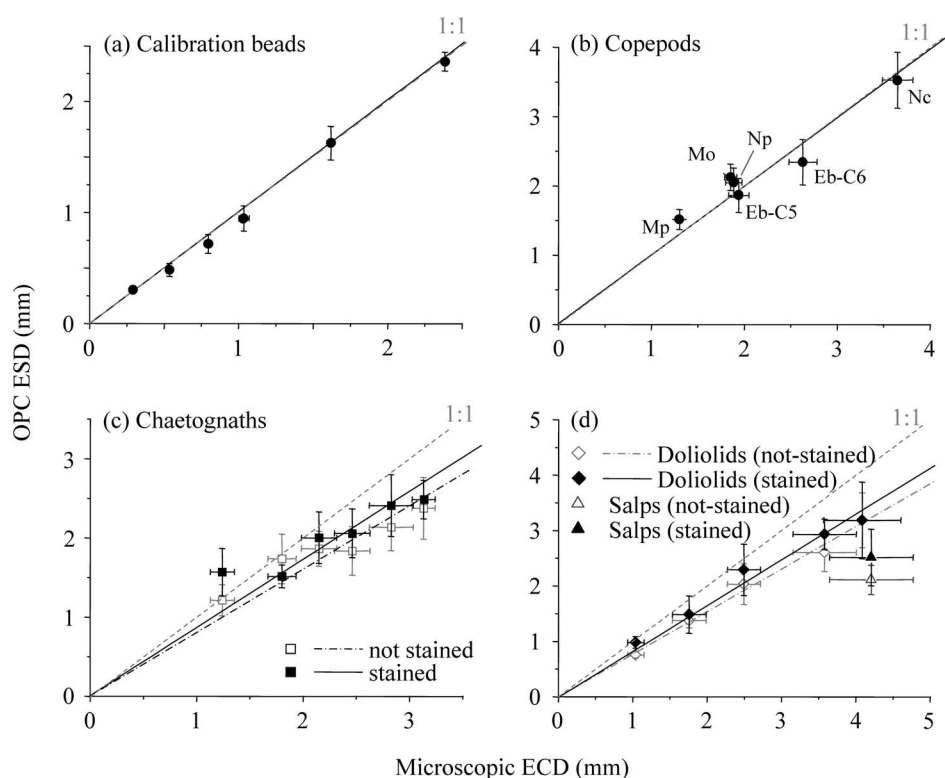 1:1
(a) Calibration beads
2
1
0
0
1
2
1:1
(b) Copepods
4
3
2
1
0
Mo
Np
Nc
Eb-C6
Eb-C5
Mp
0
1
2
3
4
OPC ESD (mm)
1:1
(c) Chaetognaths
3
2
1
0
not stained
stained
0
1
2
3
1:1
(d)
5
4
3
2
1
0
Doliolids (not-stained)
Doliolids (stained)
Salps (not-stained)
Salps (stained)
0
1
2
3
4
5
Microscopic ECD (mm)